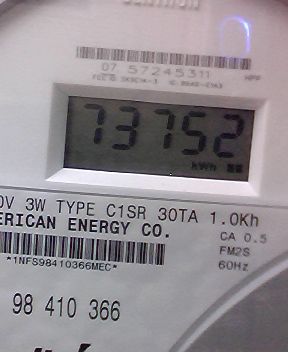 07 57245311
HPP
73752
kWh
0V 3W TYPE C1SR 30TA 1.0Kh
ERICAN ENERGY CO.
CA 0.5
FM2S
*1NFS98410366MEC*
60Hz
98 410 366